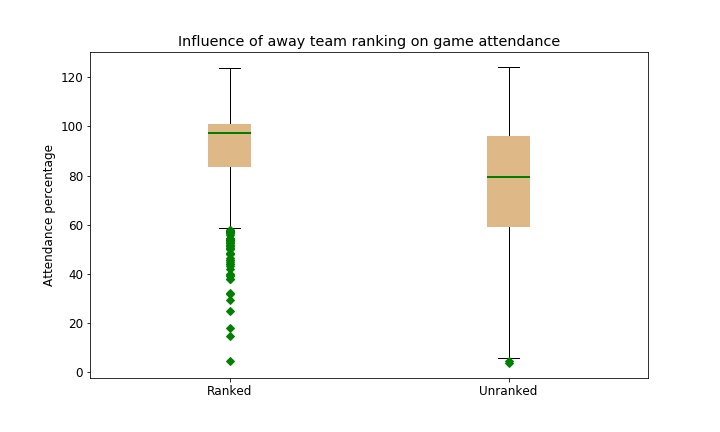 Influence of away team ranking on game attendance
Attendance percentage
120
100
80
60
40
20
0
Ranked
Unranked